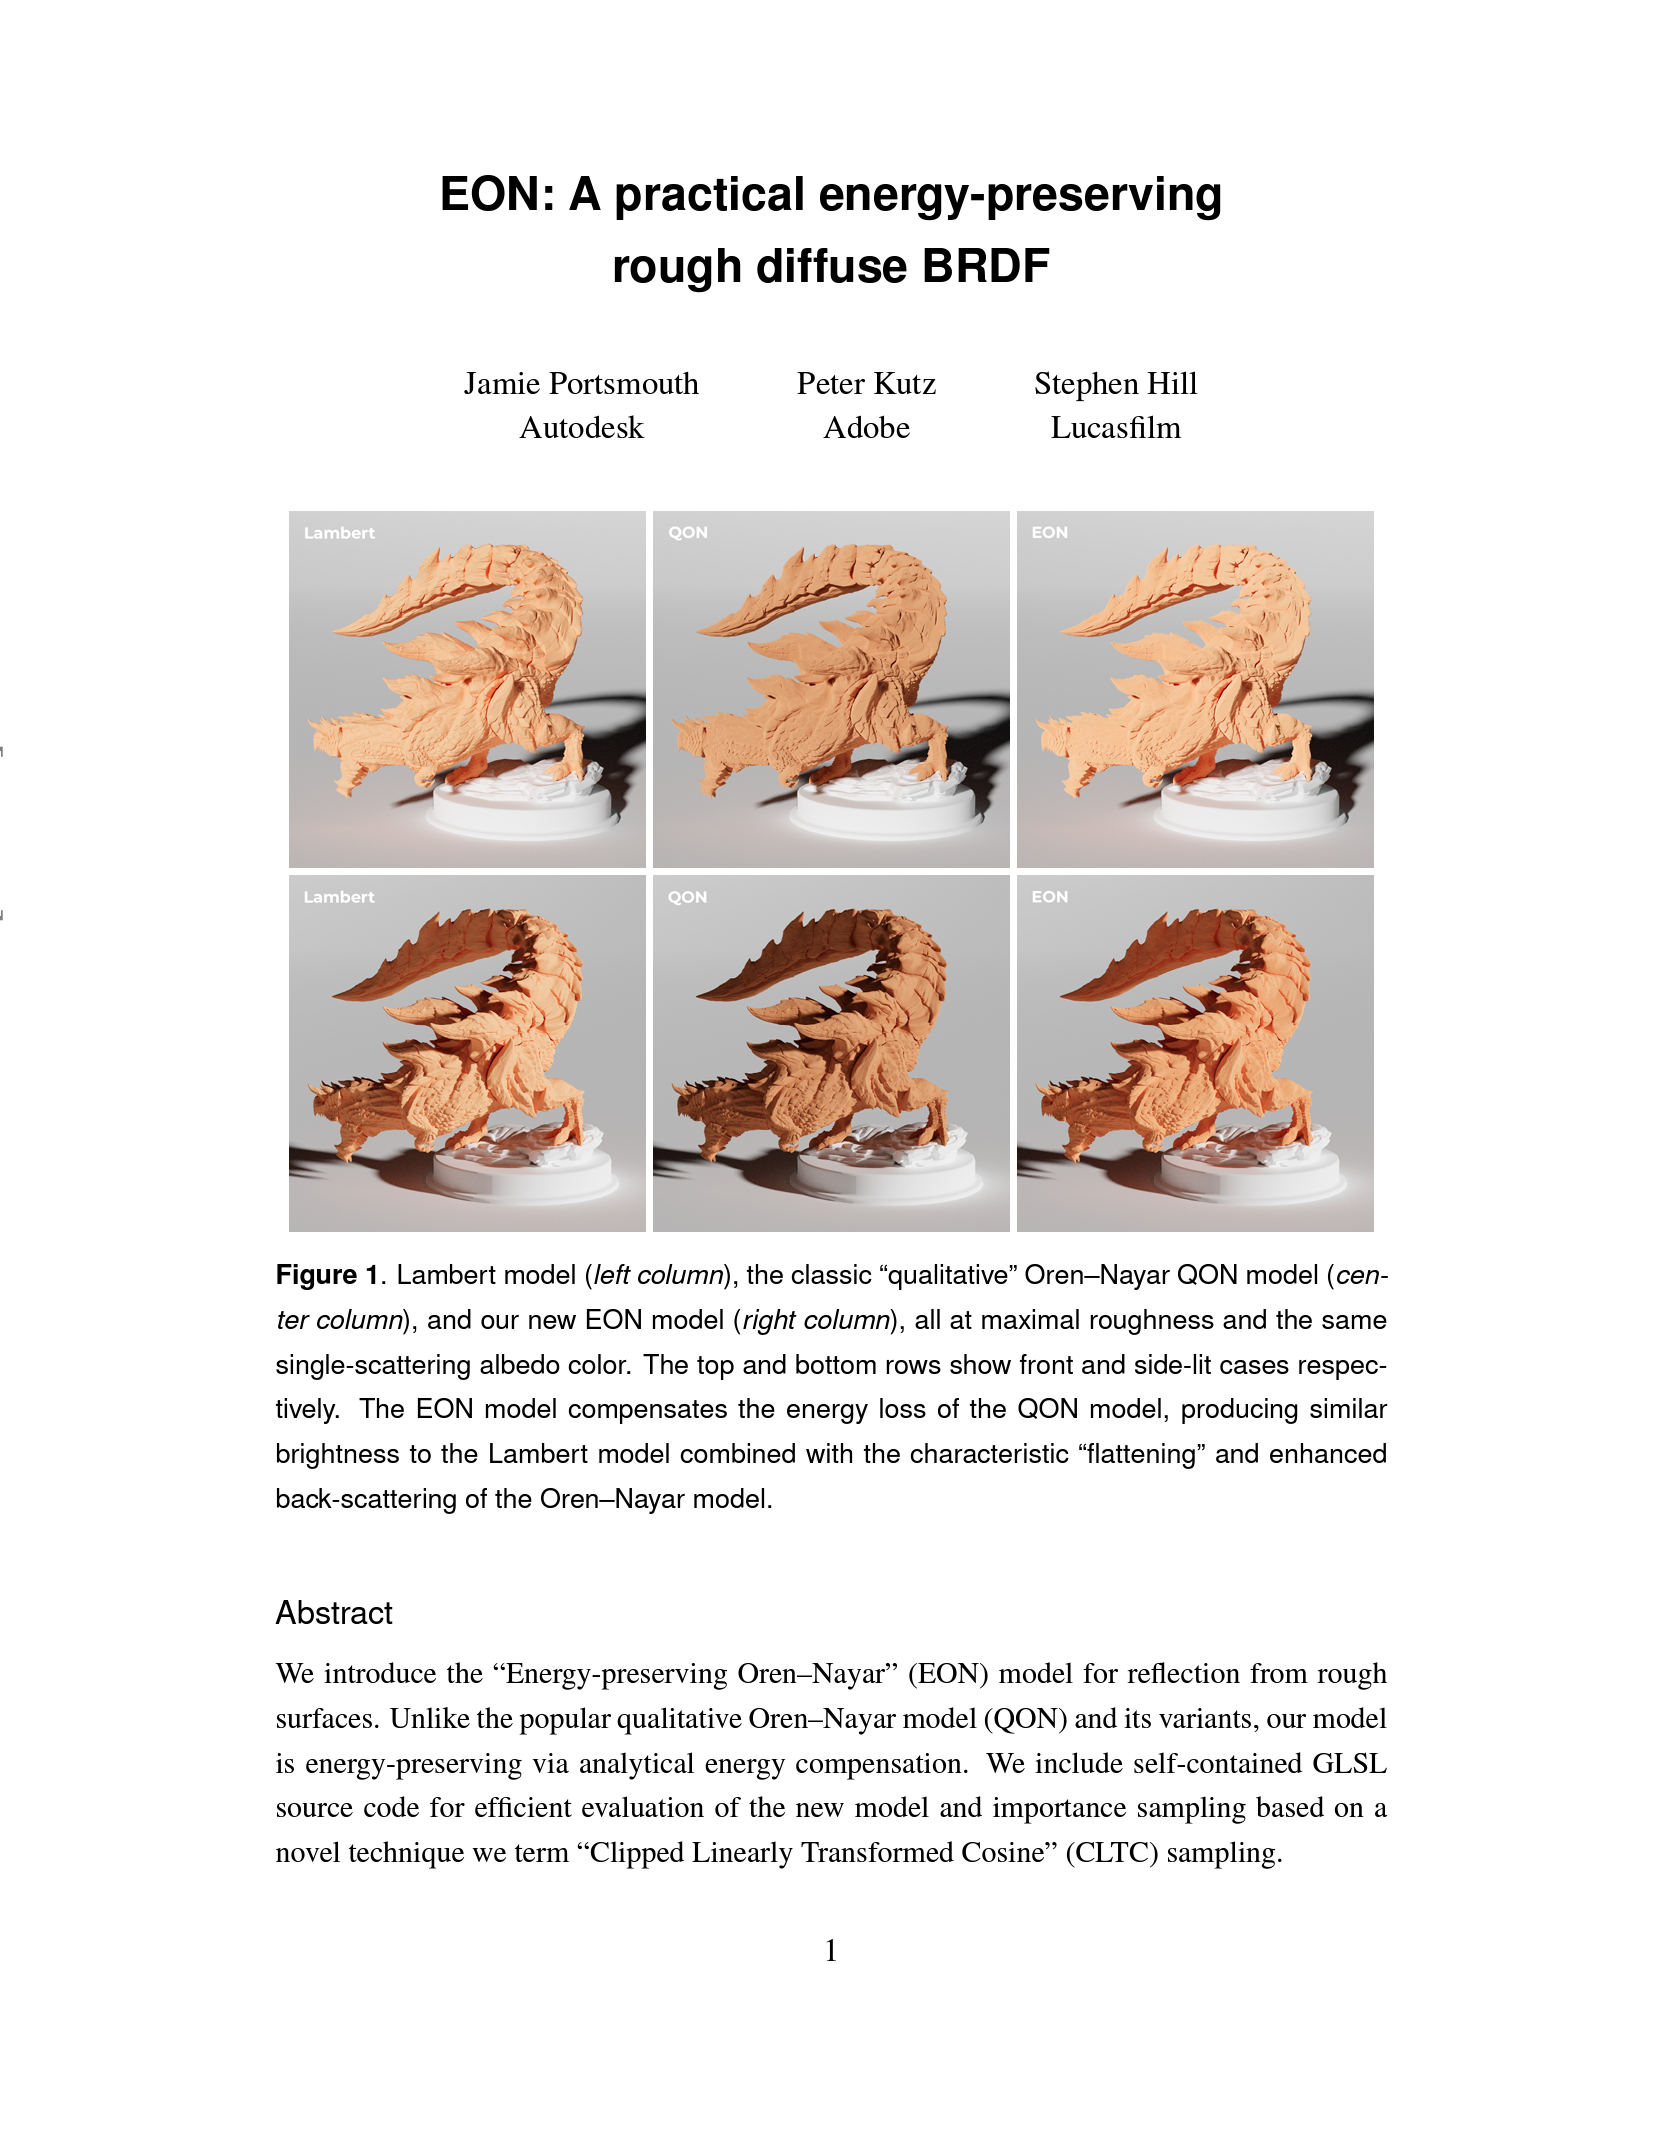 EON: A practical energy-preserving
rough diffuse BRDF
Jamie Portsmouth Peter Kutz Stephen Hill
Autodesk Adobe Lucasfilm
Lambert QON EON
Lambert QON EON
Figure 1. Lambert model (left column), the classic “qualitative” Oren–Nayar QON model (cen-
ter column), and our new EON model (right column), all at maximal roughness and the same
single-scattering albedo color. The top and bottom rows show front and side-lit cases respec-
tively. The EON model compensates the energy loss of the QON model, producing similar
brightness to the Lambert model combined with the characteristic “flattening” and enhanced
back-scattering of the Oren–Nayar model.
Abstract
We introduce the “Energy-preserving Oren–Nayar” (EON) model for reflection from rough
surfaces. Unlike the popular qualitative Oren–Nayar model (QON) and its variants, our model
is energy-preserving via analytical energy compensation. We include self-contained GLSL
source code for efficient evaluation of the new model and importance sampling based on a
novel technique we term “Clipped Linearly Transformed Cosine” (CLTC) sampling.
1